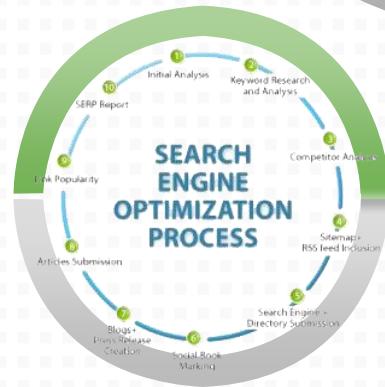 1
Initial Analysis
2
Keyword Research
and Analysis
3
Competitor Analysis
4
Sitemap+
RSS feed Inclusion
5
Search Engine +
Directory Submission
6
Social Book
Marking
7
Blogs+
Press Release
Creation
8
Articles Submission
9
Link Popularity
10
SERP Report
SEARCH
ENGINE
OPTIMIZATION
PROCESS